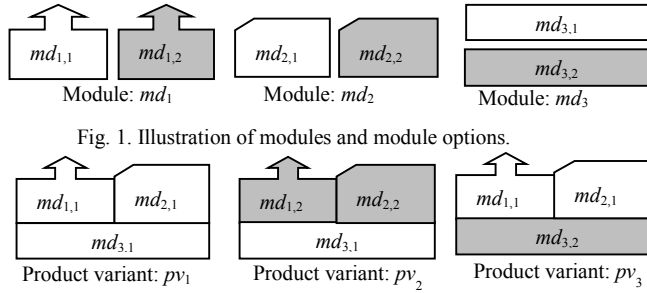 md1,1 md1,2 md2,1 md2,2 md3,1
md3,2
Module: md1 Module: md2 Module: md3
Fig. 1. Illustration of modules and module options.
md1,1 md2,1 md1,2 md2,2 md1,1 md2,1
md3.1 md3,1 md3,2
Product variant: pv1 Product variant: pv2 Product variant: pv3